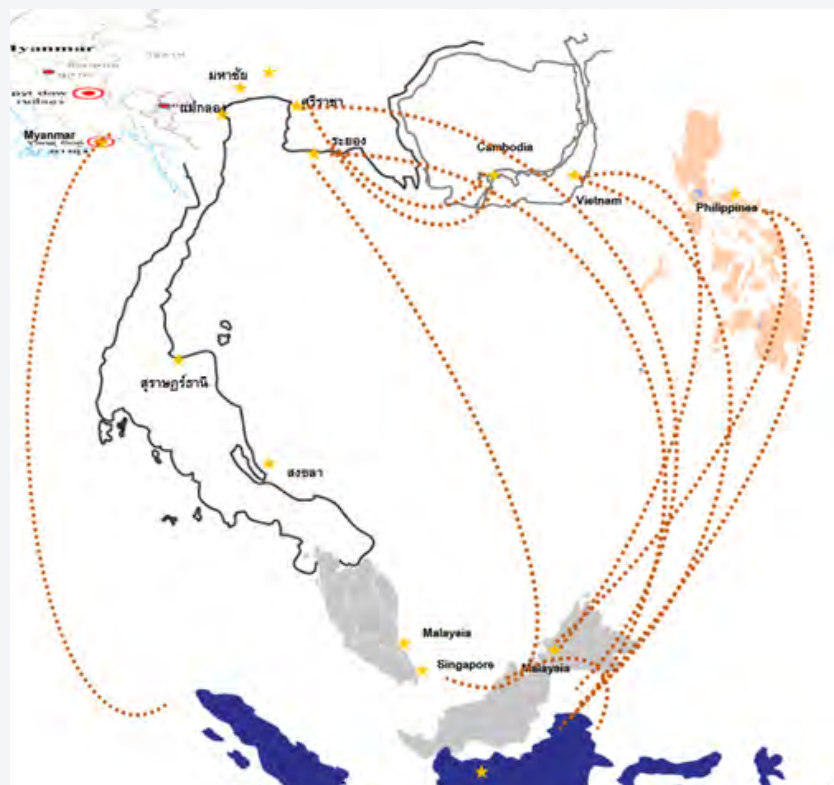 Myanmar
มหาชัย
แม่กลอง
ศรีราชา
Myanmar
ระยอง
Cambodia
Vietnam
Philippines
สุราษฎร์ธานี
สงขลา
Malaysia
Singapore
Malaysia